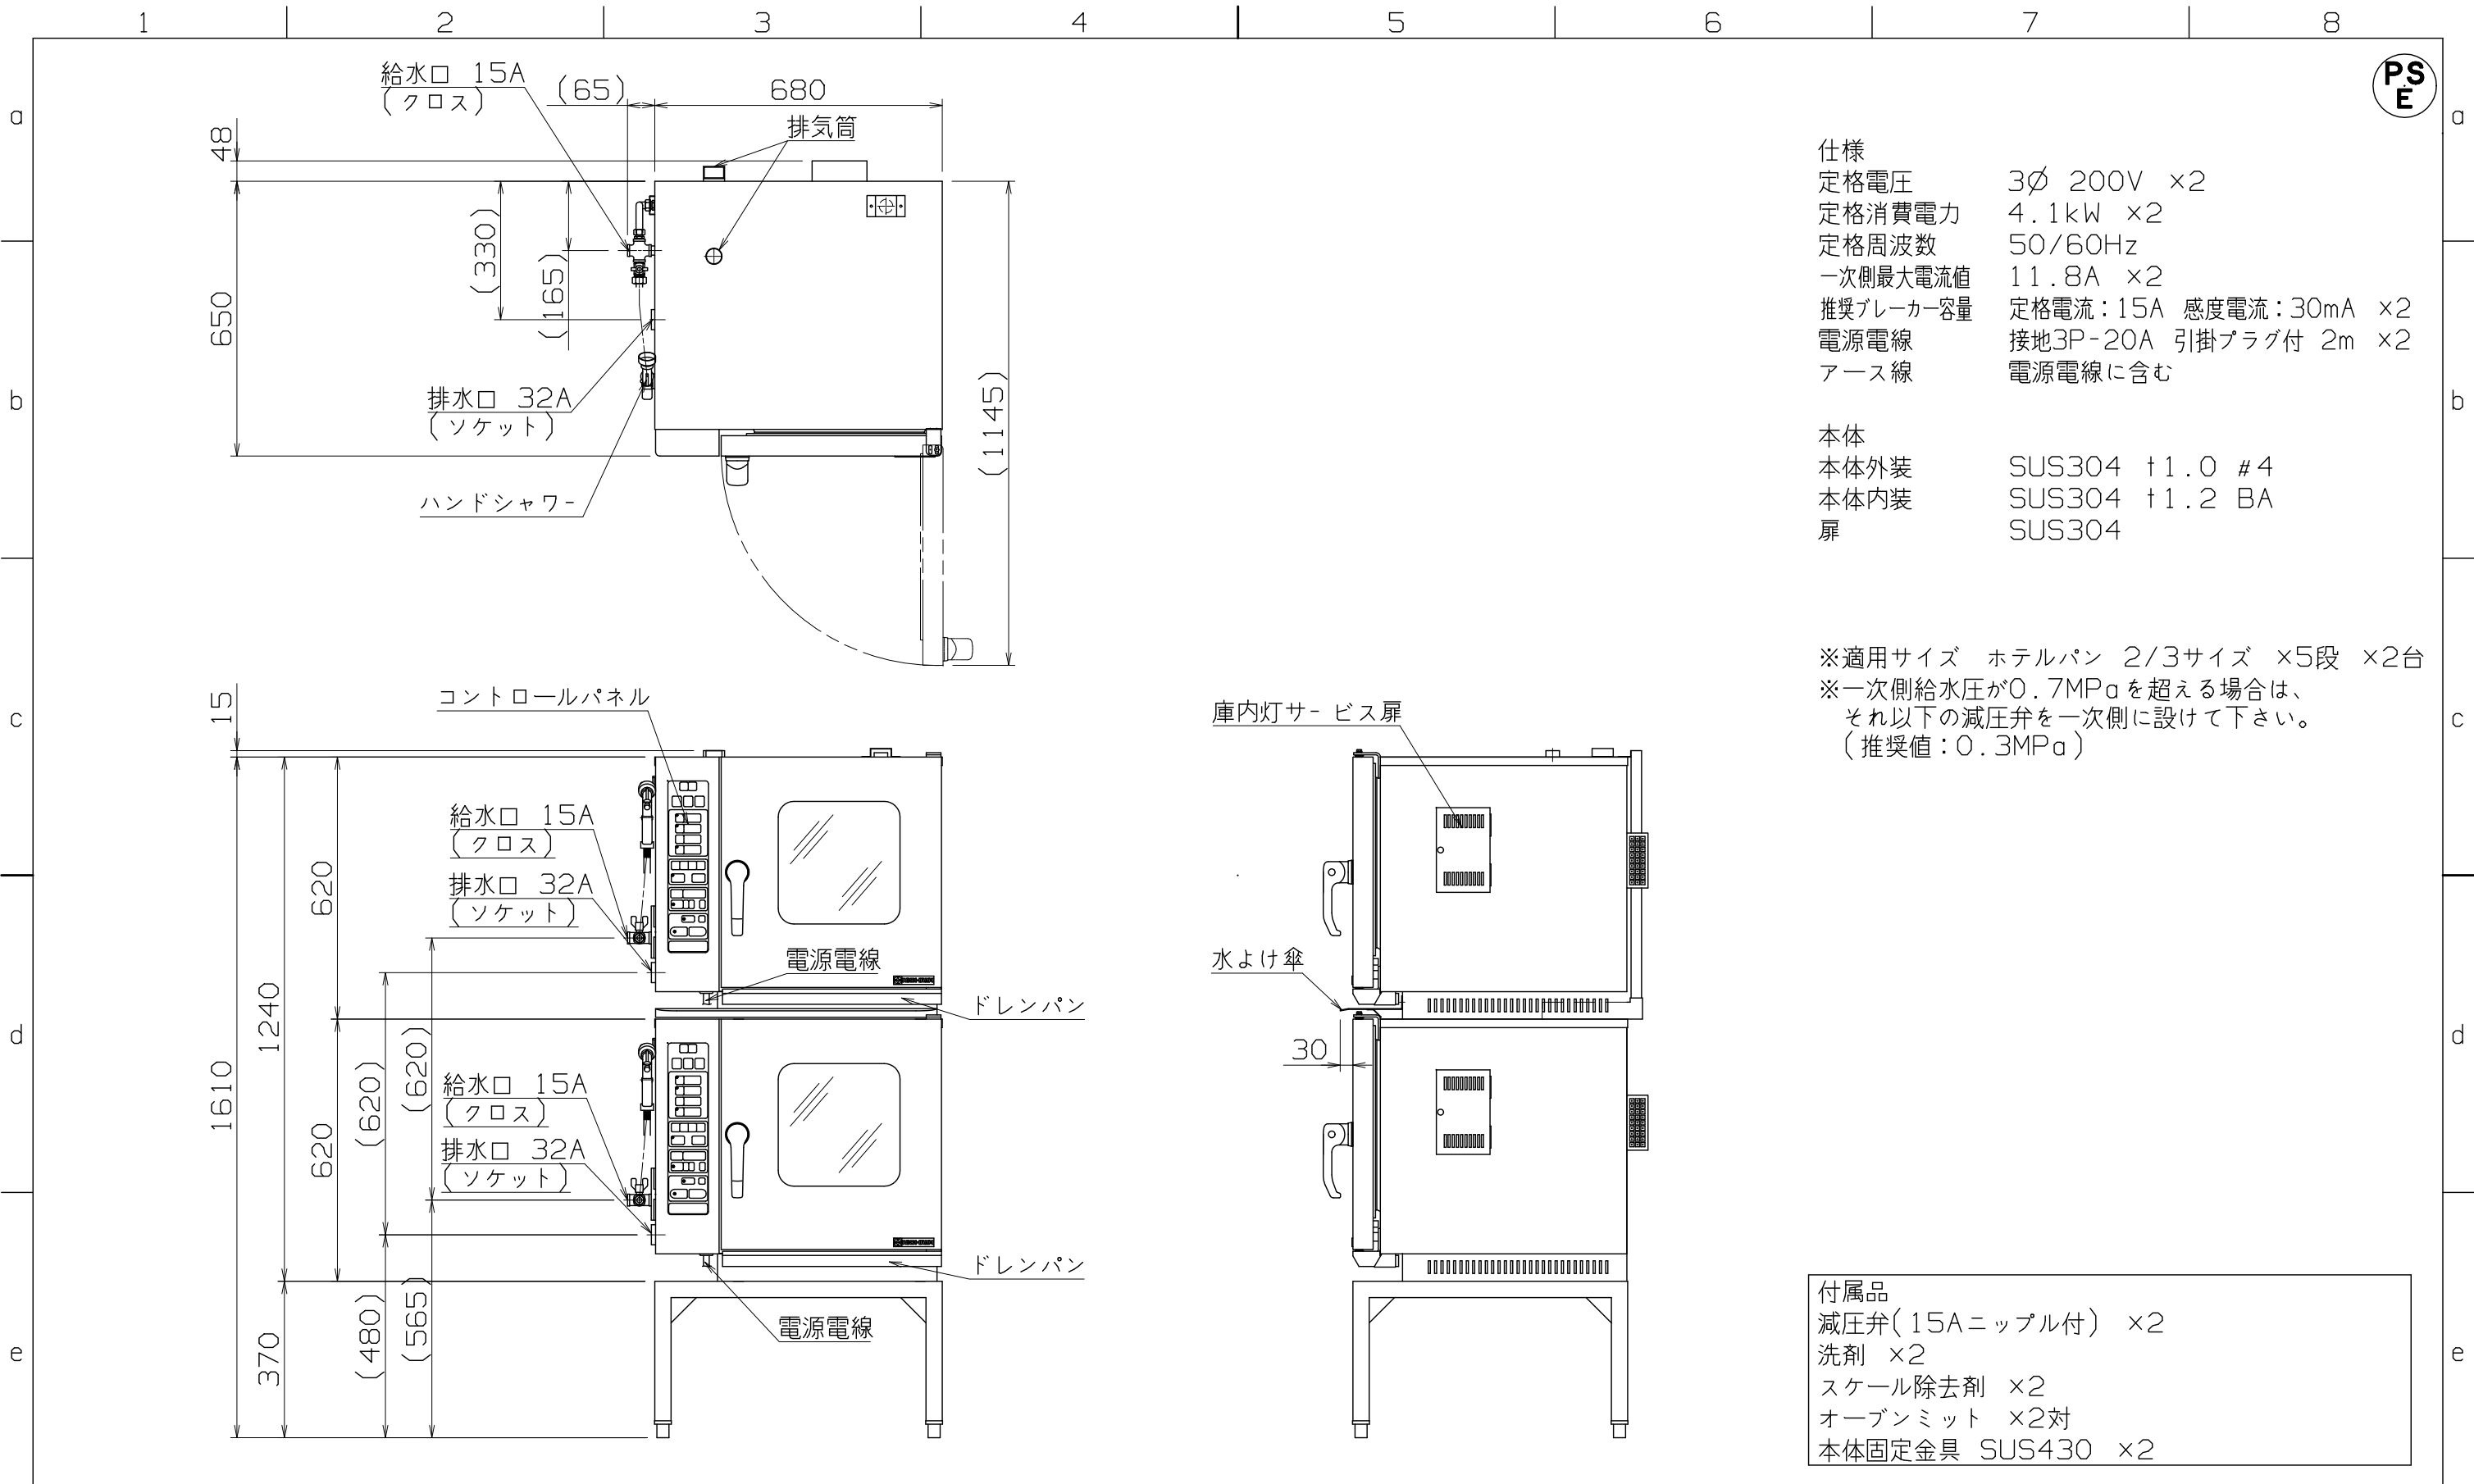 1 2 3 4 5 6 7 8
a
b
c
d
e
a
b
c
d
e
PS
E
給水口 15A
(クロス)
(65)
680
排気筒
48
650
(330)
(165)
(1145)
排水口 32A
(ソケット)
ハンドシャワー
仕様
定格電圧 3Ø 200V ×2
定格消費電力 4.1kW ×2
定格周波数 50/60Hz
一次側最大電流値 11.8A ×2
推奨ブレーカー容量 定格電流：15A 感度電流：30mA ×2
電源電線 接地3P-20A 引掛プラグ付 2m ×2
アース線 電源電線に含む
本体
本体外装 SUS304 t1.0 #4
本体内装 SUS304 t1.2 BA
扉 SUS304
※適用サイズ ホテルパン 2/3サイズ ×5段 ×2台
※一次側給水圧が0.7MPaを超える場合は、
それ以下の減圧弁を一次側に設けて下さい。
(推奨値：0.3MPa)
15
コントロールパネル
給水口 15A
(クロス)
排水口 32A
(ソケット)
620
1240
1610
電源電線
ドレンパン
(620)
(620)
620
給水口 15A
(クロス)
排水口 32A
(ソケット)
ドレンパン
電源電線
370
(480)
(565)
庫内灯サービス扉
水よけ傘
30
付属品
減圧弁(15Aニップル付) ×2
洗剤 ×2
スケール除去剤 ×2
オーブンミット ×2対
本体固定金具 SUS430 ×2